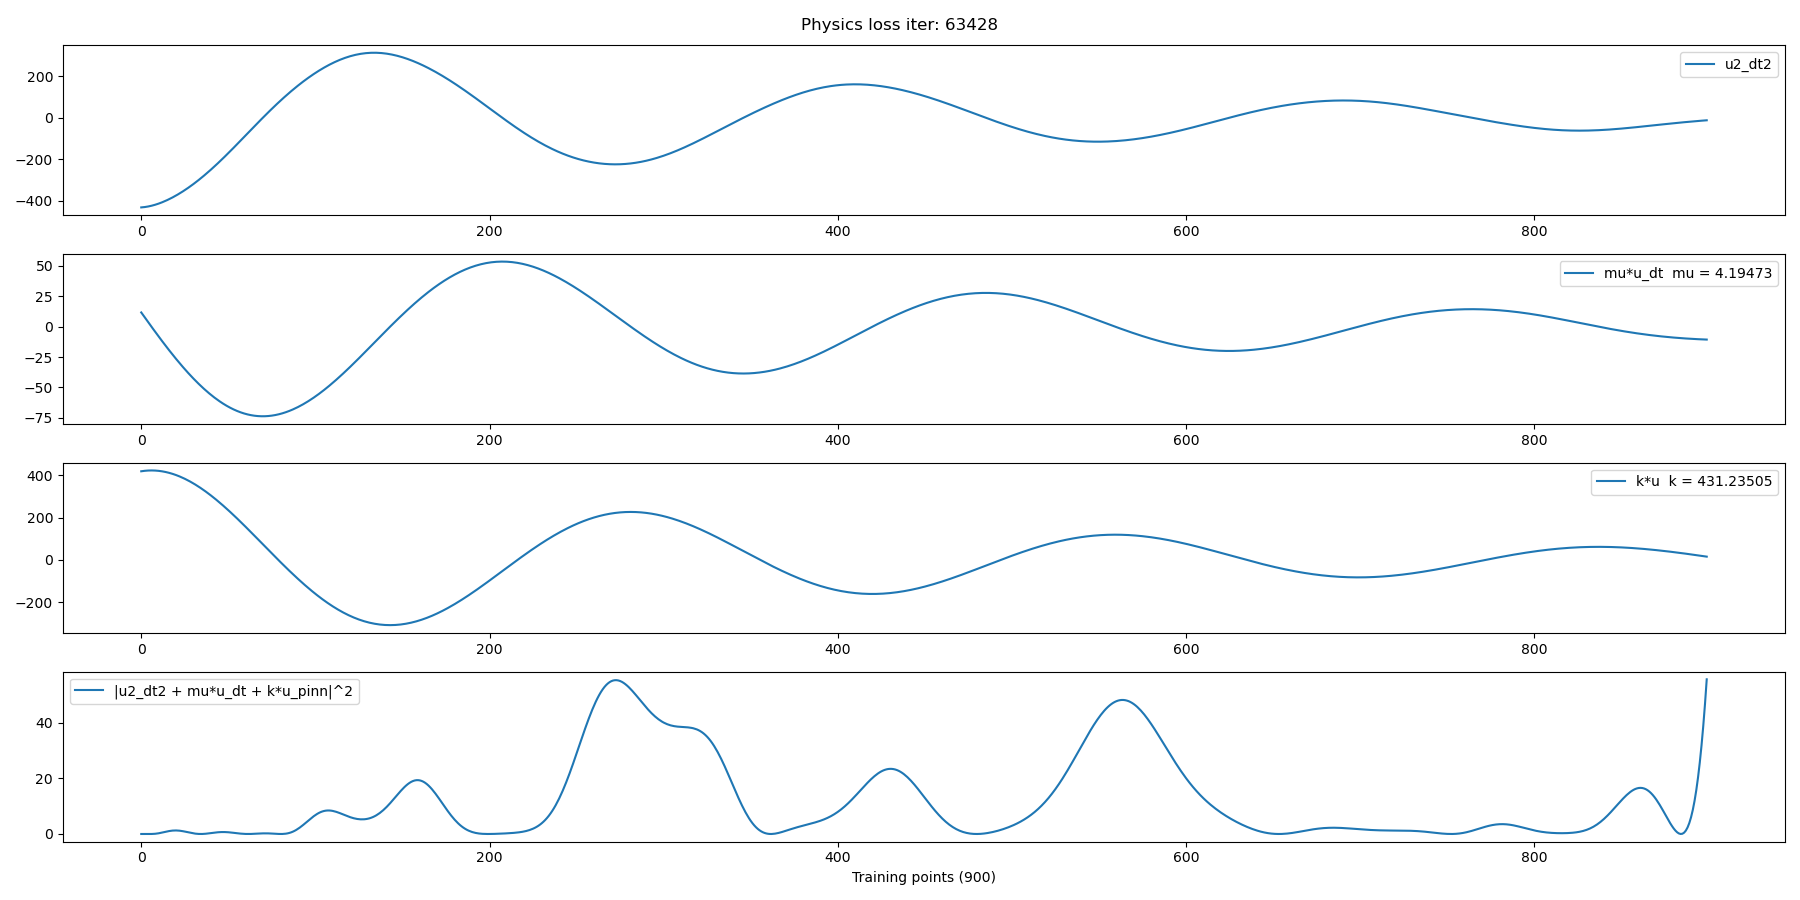 Physics loss iter: 63428
u2_dt2
200
0
−200
−400
0 200 400 600 800
mu*u_dt mu = 4.19473
50
25
0
−25
−50
−75
0 200 400 600 800
k*u k = 431.23505
400
200
0
−200
0 200 400 600 800
|u2_dt2 + mu*u_dt + k*u_pinn|^2
40
20
0
0 200 400 600 800
Training points (900)